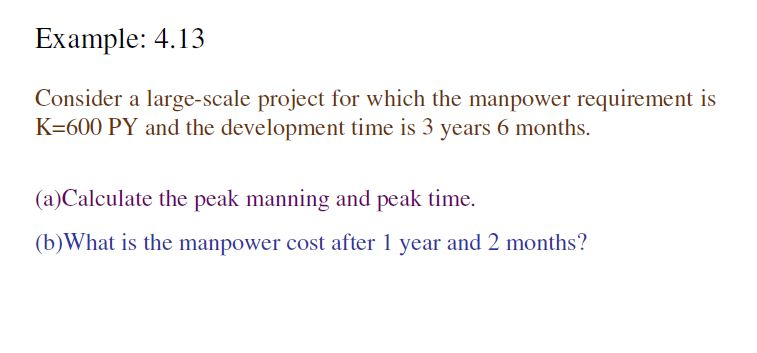 Example: 4.13
Consider a large-scale project for which the manpower requirement is
K=600 PY and the development time is 3 years 6 months.
(a)Calculate the peak manning and peak time.
(b)What is the manpower cost after 1 year and 2 months?